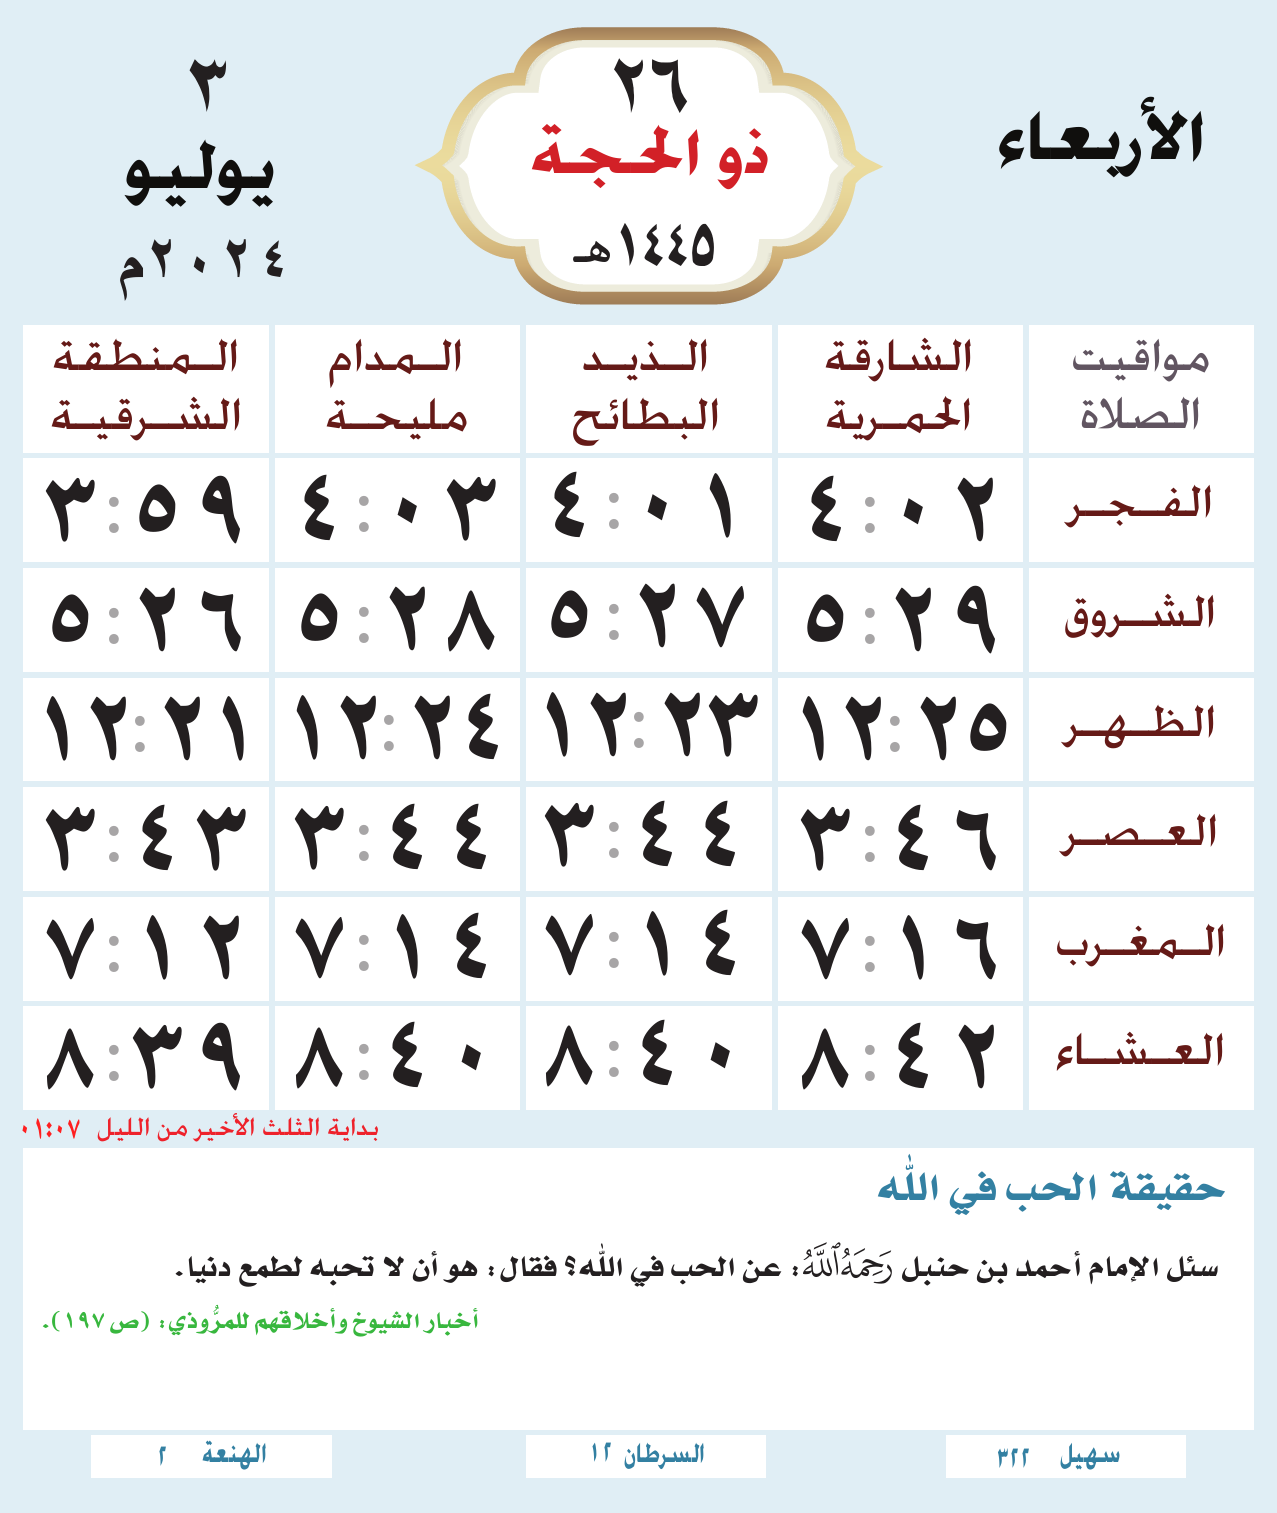 الأربعاء
٢٦
ذو الحجة
١٤٤٥هـ
٣
يوليو
٢٠٢٤م
مواقيت الصلاة	الشارقة الحمرية	الذيد البطائح	المدام مليحة	المنطقة الشرقية
الفجر	٤:٠٢	٤:٠١	٤:٠٣	٣:٥٩
الشروق	٥:٢٩	٥:٢٧	٥:٢٨	٥:٢٦
الظهر	١٢:٢٥	١٢:٢٣	١٢:٢٤	١٢:٢١
العصر	٣:٤٦	٣:٤٤	٣:٤٤	٣:٤٣
المغرب	٧:١٦	٧:١٤	٧:١٤	٧:١٢
العشاء	٨:٤٢	٨:٤٠	٨:٤٠	٨:٣٩
بداية الثلث الأخير من الليل ٠١:٠٧
حقيقة الحب في الله
سئل الإمام أحمد بن حنبل رَحِمَهُ ٱللَّهُ: عن الحب في الله؟ فقال: هو أن لا تحبه لطمع دنيا.
أخبار الشيوخ وأخلاقهم للمرُّوذي: (ص ١٩٧).
سهيل ٣٢٢
السرطان ١٢
الهنعة ٢